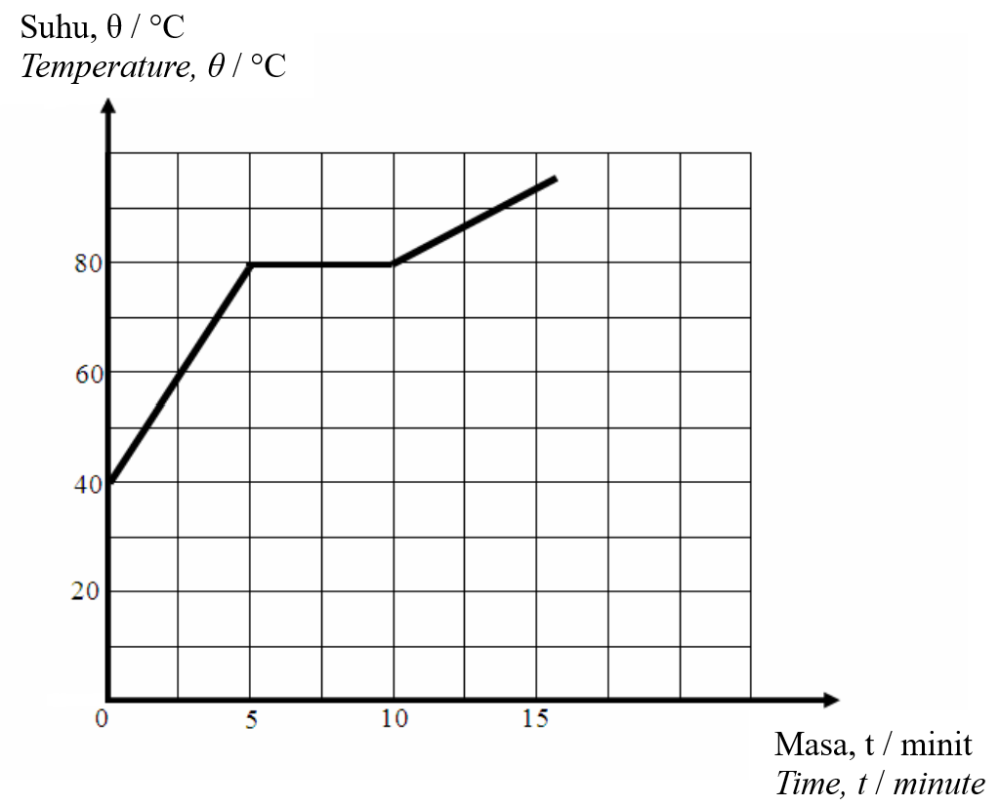 Suhu, θ / °C
Temperature, θ / °C
80
60
40
20
0 5 10 15
Masa, t / minit
Time, t / minute